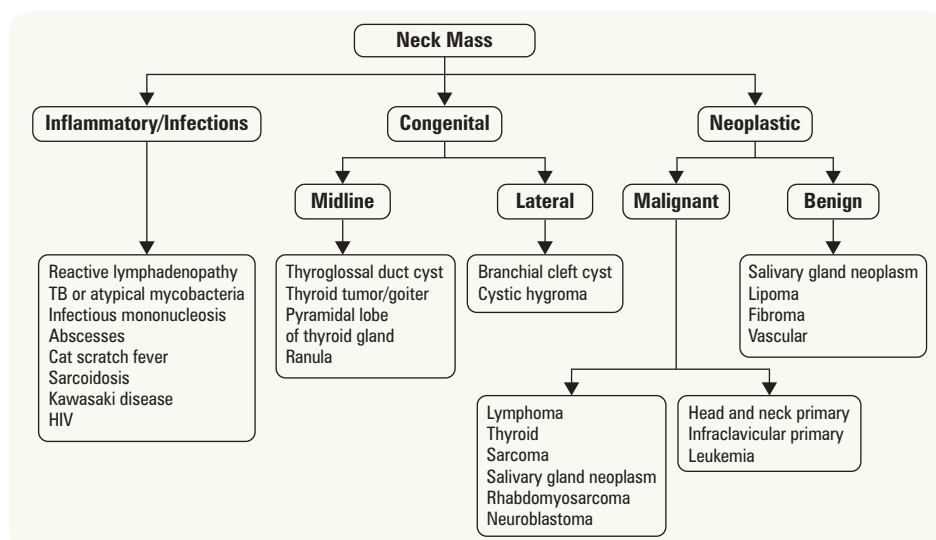 Neck Mass
Inflammatory/Infections
Congenital
Neoplastic
Midline
Lateral
Malignant
Benign
Reactive lymphadenopathy
TB or atypical mycobacteria
Infectious mononucleosis
Abscesses
Cat scratch fever
Sarcoidosis
Kawasaki disease
HIV
Thyroglossal duct cyst
Thyroid tumor/goiter
Pyramidal lobe
of thyroid gland
Ranula
Branchial cleft cyst
Cystic hygroma
Salivary gland neoplasm
Lipoma
Fibroma
Vascular
Lymphoma
Thyroid
Sarcoma
Salivary gland neoplasm
Rhabdomyosarcoma
Neuroblastoma
Head and neck primary
Infraclavicular primary
Leukemia